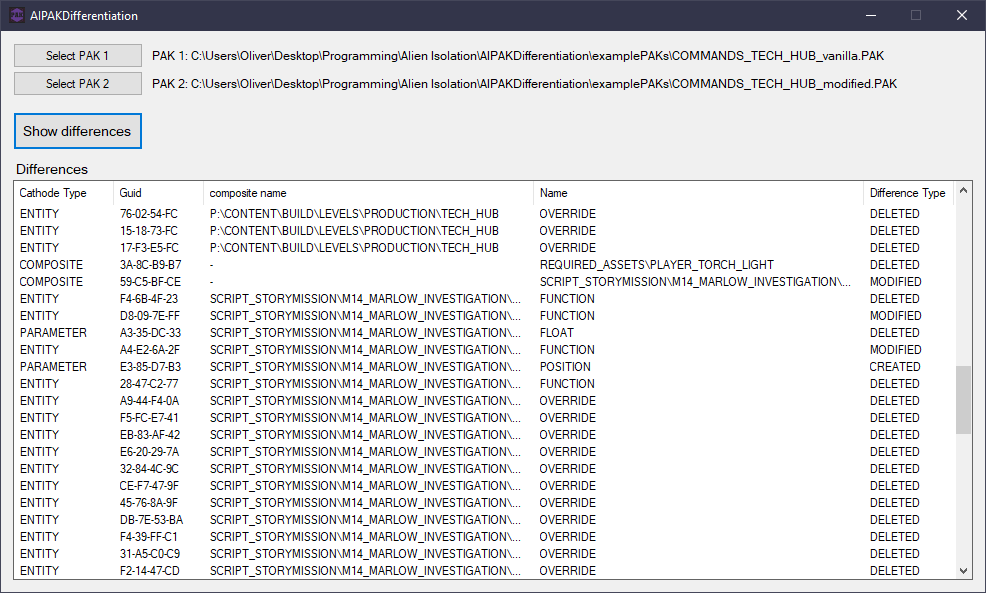 AIPAKDifferentiation
Select PAK 1 PAK 1: C:\Users\Oliver\Desktop\Programming\Alien Isolation\AIPAKDifferentiation\examplePAKs\COMMANDS_TECH_HUB_vanilla.PAK
Select PAK 2 PAK 2: C:\Users\Oliver\Desktop\Programming\Alien Isolation\AIPAKDifferentiation\examplePAKs\COMMANDS_TECH_HUB_modified.PAK
Show differences
Differences
Cathode Type Guid composite name Name Difference Type
ENTITY 76-02-54-FC P:\CONTENT\BUILD\LEVELS\PRODUCTION\TECH_HUB OVERRIDE DELETED
ENTITY 15-18-73-FC P:\CONTENT\BUILD\LEVELS\PRODUCTION\TECH_HUB OVERRIDE DELETED
ENTITY 17-F3-E5-FC P:\CONTENT\BUILD\LEVELS\PRODUCTION\TECH_HUB OVERRIDE DELETED
COMPOSITE 3A-8C-B9-B7 - REQUIRED_ASSETS\PLAYER_TORCH_LIGHT DELETED
COMPOSITE 59-C5-BF-CE - SCRIPT_STORYMISSION\M14_MARLOW_INVESTIGATION\... MODIFIED
ENTITY F4-6B-4F-23 SCRIPT_STORYMISSION\M14_MARLOW_INVESTIGATION\... FUNCTION DELETED
ENTITY D8-09-7E-FF SCRIPT_STORYMISSION\M14_MARLOW_INVESTIGATION\... FUNCTION MODIFIED
PARAMETER A3-35-DC-33 SCRIPT_STORYMISSION\M14_MARLOW_INVESTIGATION\... FLOAT DELETED
ENTITY A4-E2-6A-2F SCRIPT_STORYMISSION\M14_MARLOW_INVESTIGATION\... FUNCTION MODIFIED
PARAMETER E3-85-D7-B3 SCRIPT_STORYMISSION\M14_MARLOW_INVESTIGATION\... POSITION CREATED
ENTITY 28-47-C2-77 SCRIPT_STORYMISSION\M14_MARLOW_INVESTIGATION\... FUNCTION DELETED
ENTITY A9-44-F4-0A SCRIPT_STORYMISSION\M14_MARLOW_INVESTIGATION\... OVERRIDE DELETED
ENTITY F5-FC-E7-41 SCRIPT_STORYMISSION\M14_MARLOW_INVESTIGATION\... OVERRIDE DELETED
ENTITY EB-83-AF-42 SCRIPT_STORYMISSION\M14_MARLOW_INVESTIGATION\... OVERRIDE DELETED
ENTITY E6-20-29-7A SCRIPT_STORYMISSION\M14_MARLOW_INVESTIGATION\... OVERRIDE DELETED
ENTITY 32-84-4C-9C SCRIPT_STORYMISSION\M14_MARLOW_INVESTIGATION\... OVERRIDE DELETED
ENTITY CE-F7-47-9F SCRIPT_STORYMISSION\M14_MARLOW_INVESTIGATION\... OVERRIDE DELETED
ENTITY 45-76-8A-9F SCRIPT_STORYMISSION\M14_MARLOW_INVESTIGATION\... OVERRIDE DELETED
ENTITY DB-7E-53-BA SCRIPT_STORYMISSION\M14_MARLOW_INVESTIGATION\... OVERRIDE DELETED
ENTITY F4-39-FF-C1 SCRIPT_STORYMISSION\M14_MARLOW_INVESTIGATION\... OVERRIDE DELETED
ENTITY 31-A5-C0-C9 SCRIPT_STORYMISSION\M14_MARLOW_INVESTIGATION\... OVERRIDE DELETED
ENTITY F2-14-47-CD SCRIPT_STORYMISSION\M14_MARLOW_INVESTIGATION\... OVERRIDE DELETED